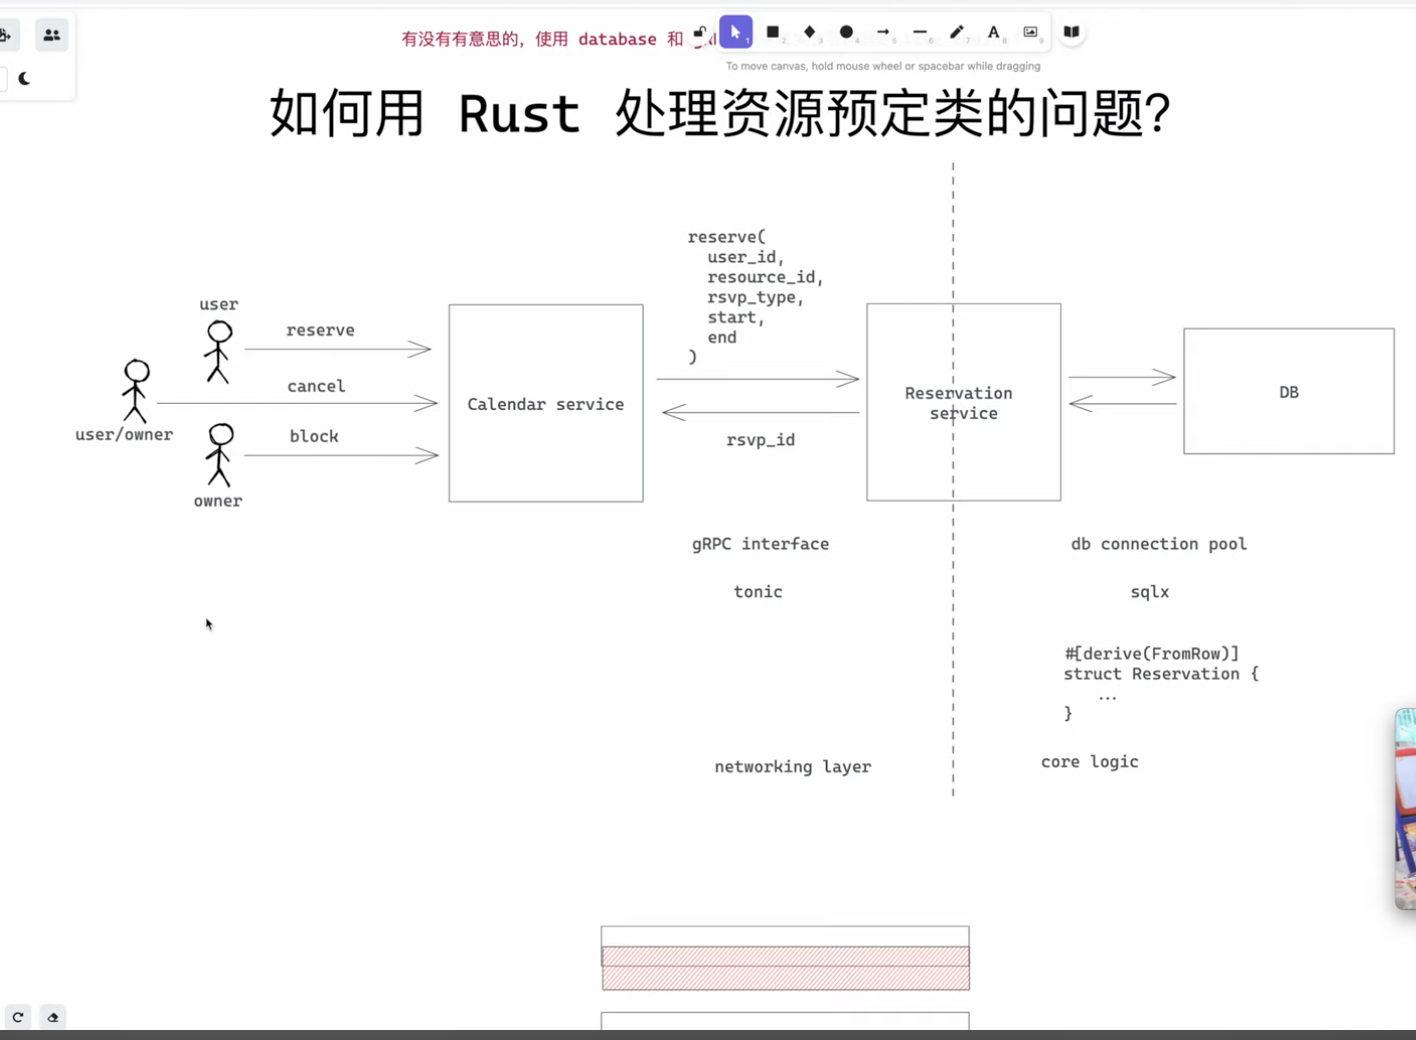 有没有有意思的，使用 database 和
To move canvas, hold mouse wheel or spacebar while dragging
如何用 Rust 处理资源预定类的问题？
reserve(
user_id,
resource_id,
rsvp_type,
start,
end
)
user
reserve
cancel
user/owner
block
owner
Calendar service
rsvp_id
Reservation
service
DB
gRPC interface
tonic
db connection pool
sqlx
#[derive(FromRow)]
struct Reservation {
...
}
networking layer
core logic